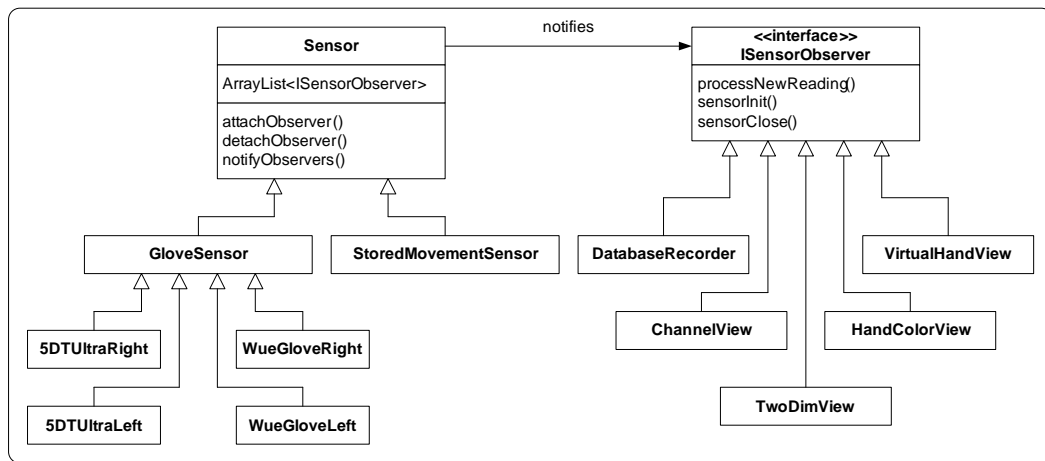 notifies
Sensor
ArrayList<ISensorObserver>
attachObserver()
detachObserver()
notifyObservers()
<<interface>>
ISensorObserver
processNewReading()
sensorInit()
sensorClose()
GloveSensor
StoredMovementSensor
DatabaseRecorder
VirtualHandView
5DTUltraRight
WueGloveRight
ChannelView
HandColorView
5DTUltraLeft
WueGloveLeft
TwoDimView